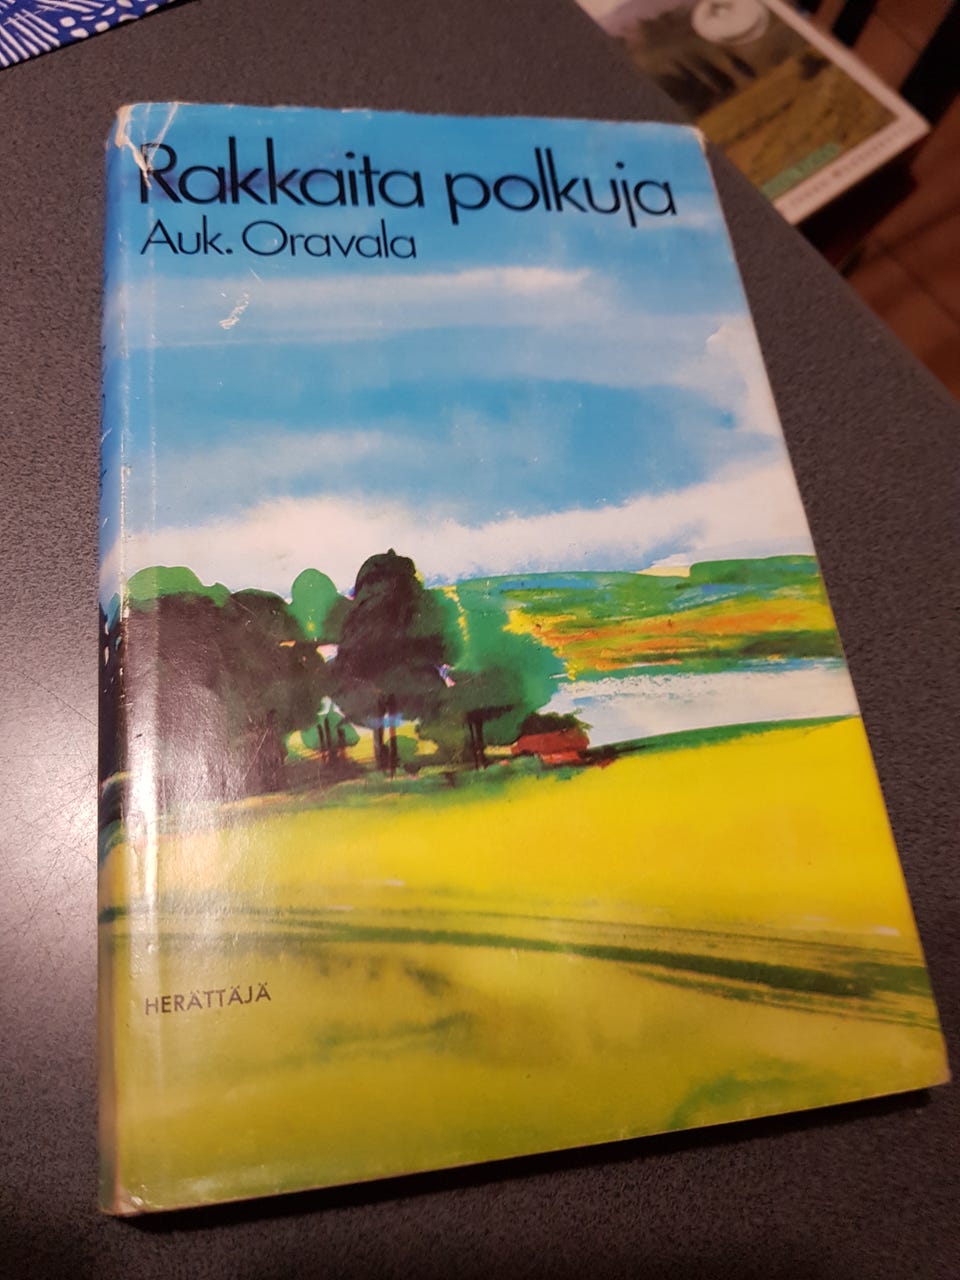 Rakkaita polkuja
Auk. Oravala
HERÄTTÄJÄ